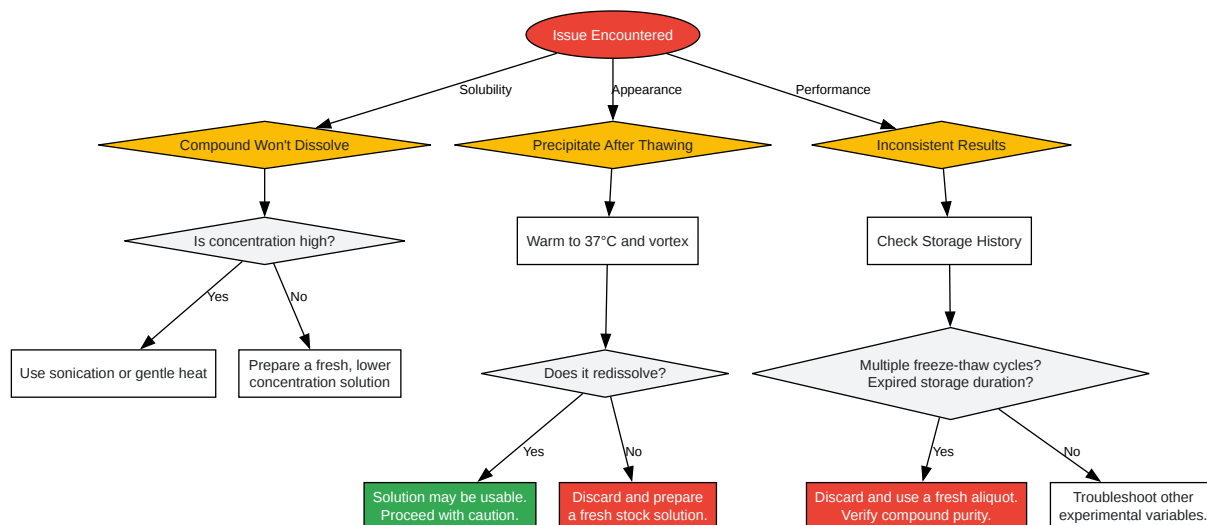 Issue Encountered
Solubility
Appearance
Performance
Compound Won't Dissolve
Precipitate After Thawing
Inconsistent Results
Is concentration high?
Warm to 37°C and vortex
Check Storage History
Yes
No
Use sonication or gentle heat
Prepare a fresh, lower
concentration solution
Does it redissolve?
Multiple freeze-thaw cycles?
Expired storage duration?
Yes
No
Yes
No
Solution may be usable.
Proceed with caution.
Discard and prepare
a fresh stock solution.
Discard and use a fresh aliquot.
Verify compound purity.
Troubleshoot other
experimental variables.